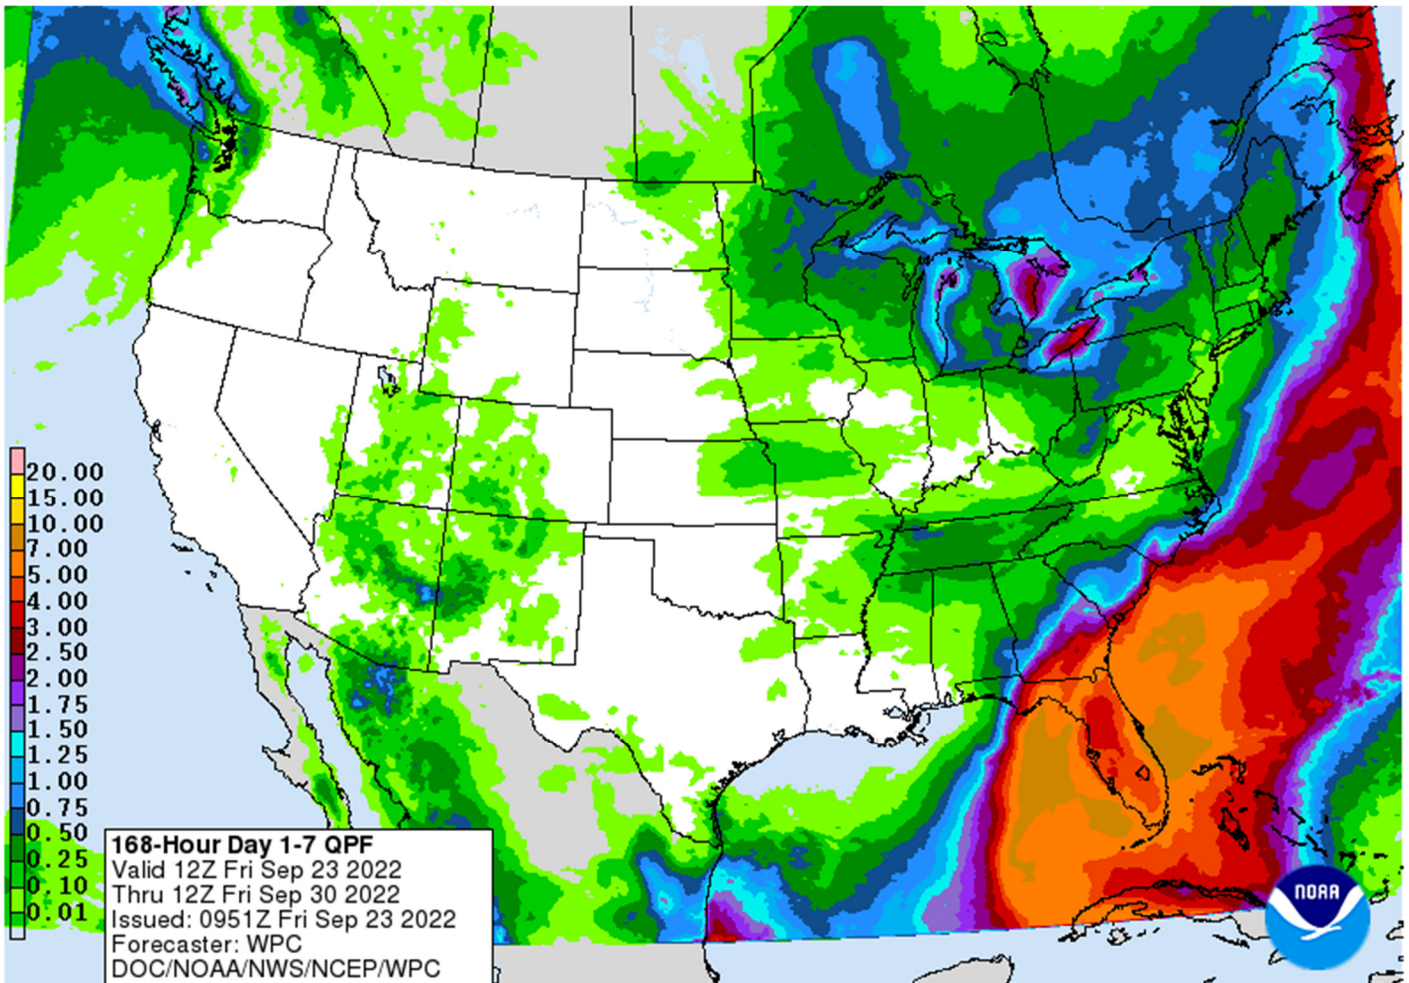 20.00
15.00
10.00
7.00
5.00
4.00
3.00
2.50
2.00
1.75
1.50
1.25
1.00
0.75
0.50
0.25
0.10
0.01
168-Hour Day 1-7 QPF
Valid 12Z Fri Sep 23 2022
Thru 12Z Fri Sep 30 2022
Issued: 0951Z Fri Sep 23 2022
Forecaster: WPC
DOC/NOAA/NWS/NCEP/WPC
NOAA